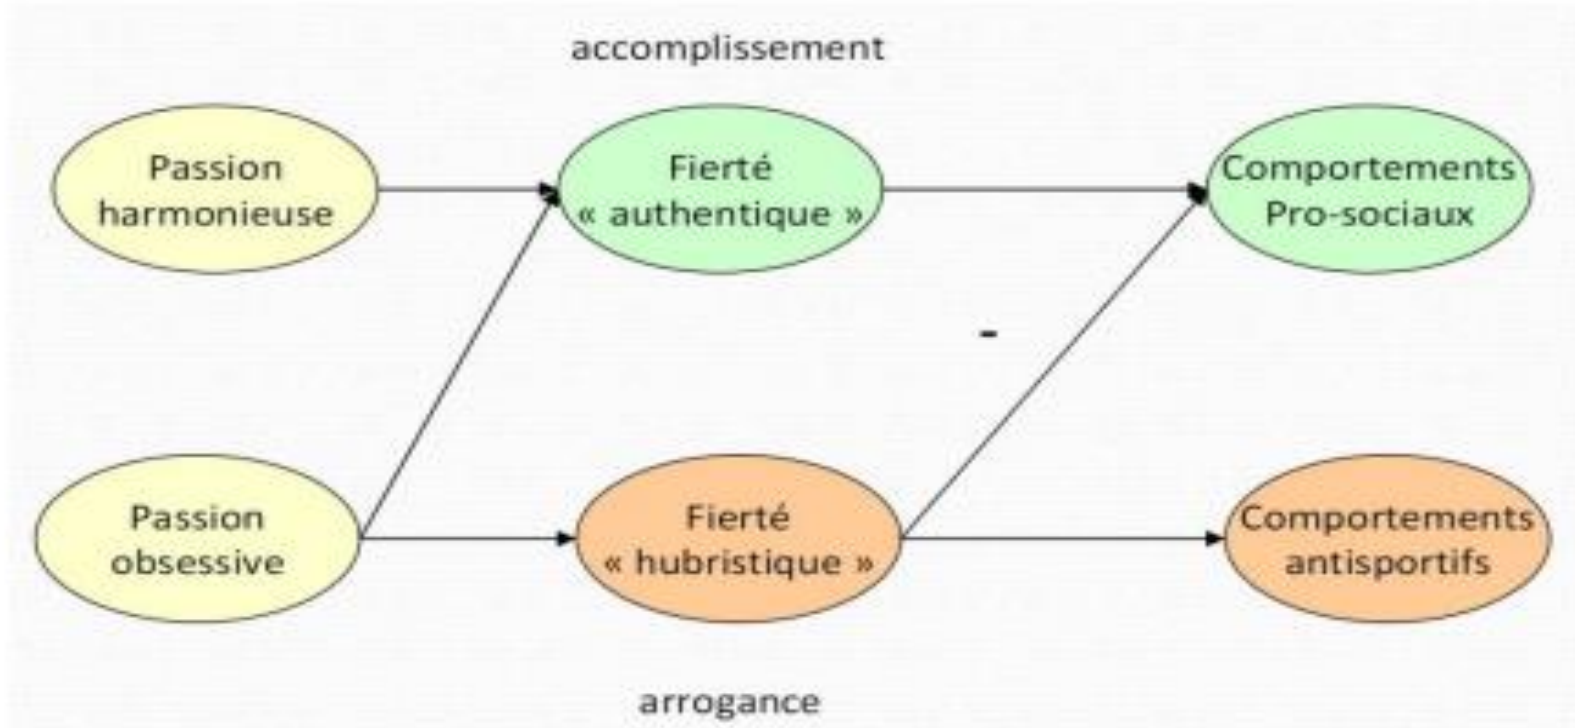 accomplissement
Passion
harmonieuse
Fierté
« authentique »
Comportements
Pro-sociaux
-
Passion
obsessive
Fierté
« hubristique »
Comportements
antisportifs
arrogance